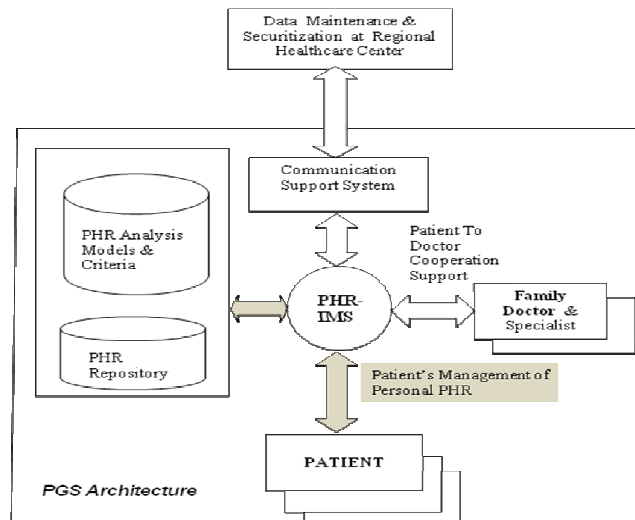 Data Maintenance &
Securitization at Regional
Healthcare Center
Communication
Support System
PHR Analysis
Models &
Criteria
Patient To
Doctor
Cooperation
Support
PHR-
IMS
Family
Doctor &
Specialist
PHR
Repository
Patient's Management of
Personal PHR
PATIENT
PGS Architecture